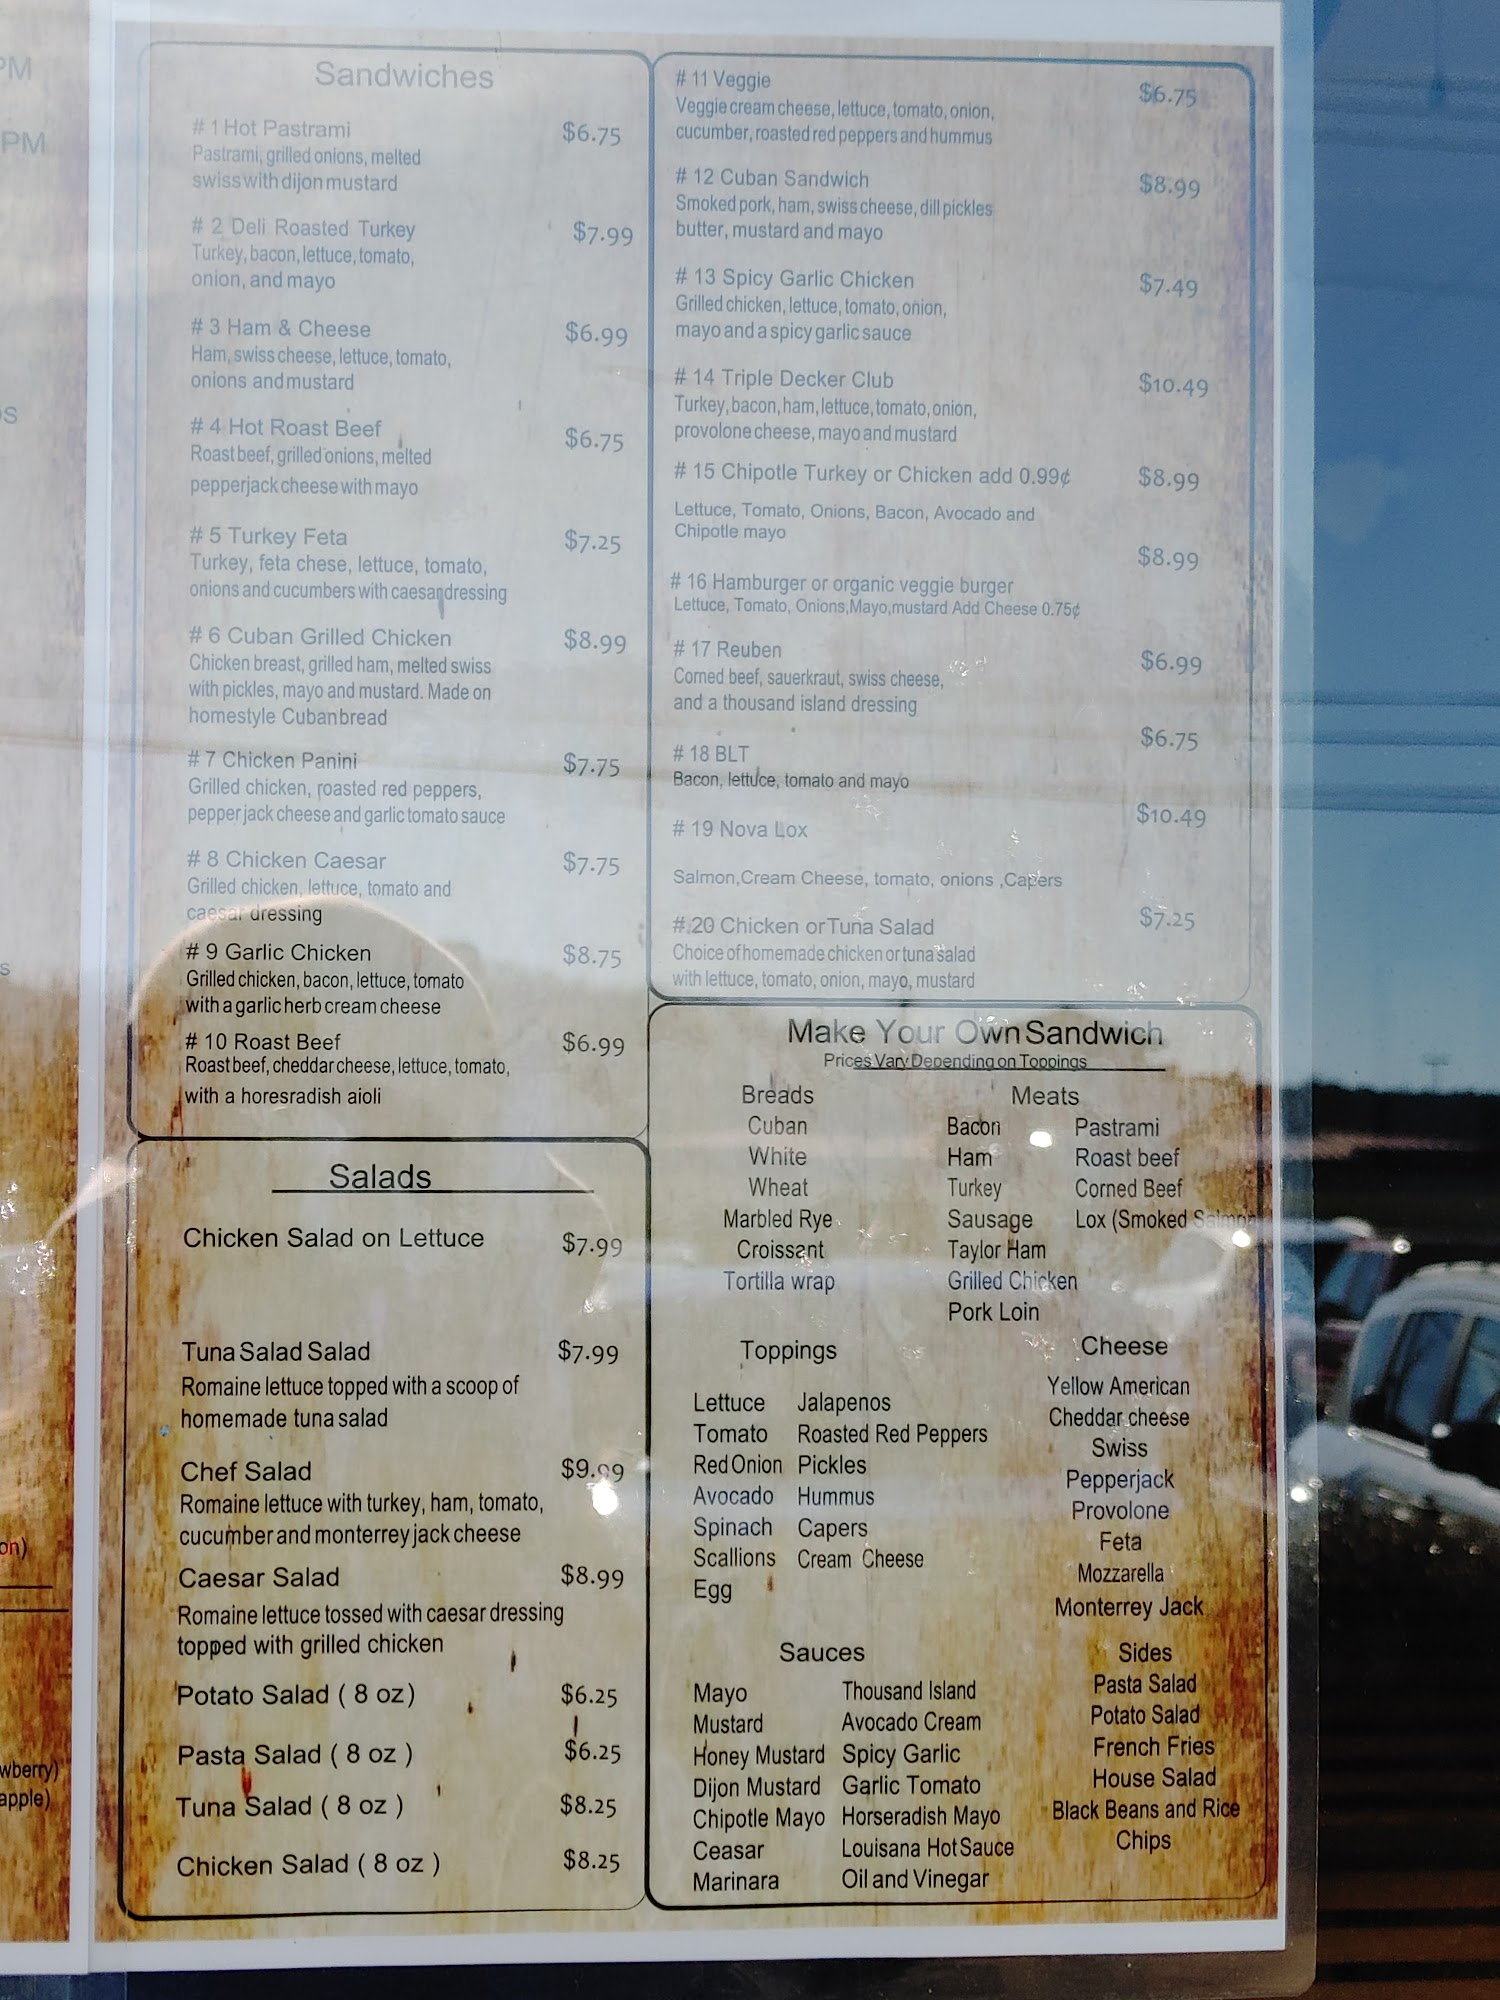 PM
PM
s
on)
wberry)
apple)
Sandwiches
# 1 Hot Pastrami $6.75
Pastrami, grilled onions, melted
swiss with dijon mustard
# 2 Deli Roasted Turkey $7.99
Turkey, bacon, lettuce, tomato,
onion, and mayo
# 3 Ham & Cheese $6.99
Ham, swiss cheese, lettuce, tomato,
onions and mustard
# 4 Hot Roast Beef $6.75
Roast beef, grilled onions, melted
pepperjack cheese with mayo
# 5 Turkey Feta $7.25
Turkey, feta chese, lettuce, tomato,
onions and cucumbers with caesar dressing
# 6 Cuban Grilled Chicken $8.99
Chicken breast, grilled ham, melted swiss
with pickles, mayo and mustard. Made on
homestyle Cuban bread
# 7 Chicken Panini $7.75
Grilled chicken, roasted red peppers,
pepper jack cheese and garlic tomato sauce
# 8 Chicken Caesar $7.75
Grilled chicken, lettuce, tomato and
caesar dressing
# 9 Garlic Chicken $8.75
Grilled chicken, bacon, lettuce, tomato
with a garlic herb cream cheese
# 10 Roast Beef $6.99
Roast beef, cheddar cheese, lettuce, tomato,
with a horesradish aioli
# 11 Veggie $6.75
Veggie cream cheese, lettuce, tomato, onion,
cucumber, roasted red peppers and hummus
# 12 Cuban Sandwich $8.99
Smoked pork, ham, swiss cheese, dill pickles
butter, mustard and mayo
# 13 Spicy Garlic Chicken $7.49
Grilled chicken, lettuce, tomato, onion,
mayo and a spicy garlic sauce
# 14 Triple Decker Club $10.49
Turkey, bacon, ham, lettuce, tomato, onion,
provolone cheese, mayo and mustard
# 15 Chipotle Turkey or Chicken add 0.99¢ $8.99
Lettuce, Tomato, Onions, Bacon, Avocado and
Chipotle mayo
$8.99
# 16 Hamburger or organic veggie burger
Lettuce, Tomato, Onions,Mayo,mustard Add Cheese 0.75¢
# 17 Reuben $6.99
Corned beef, sauerkraut, swiss cheese,
and a thousand island dressing
$6.75
# 18 BLT
Bacon, lettuce, tomato and mayo
$10.49
# 19 Nova Lox
Salmon,Cream Cheese, tomato, onions ,Capers
# 20 Chicken or Tuna Salad $7.25
Choice of homemade chicken or tuna salad
with lettuce, tomato, onion, mayo, mustard
Salads
Chicken Salad on Lettuce $7.99
Tuna Salad Salad $7.99
Romaine lettuce topped with a scoop of
homemade tuna salad
Chef Salad $9.99
Romaine lettuce with turkey, ham, tomato,
cucumber and monterrey jack cheese
Caesar Salad $8.99
Romaine lettuce tossed with caesar dressing
topped with grilled chicken
Potato Salad ( 8 oz) $6.25
Pasta Salad ( 8 oz ) $6.25
Tuna Salad ( 8 oz ) $8.25
Chicken Salad ( 8 oz ) $8.25
Make Your Own Sandwich
Prices Vary Depending on Toppings
Breads
Cuban
White
Wheat
Marbled Rye
Croissant
Tortilla wrap
Meats
Bacon Pastrami
Ham Roast beef
Turkey Corned Beef
Sausage Lox (Smoked Salmon
Taylor Ham
Grilled Chicken
Pork Loin
Toppings
Lettuce Jalapenos
Tomato Roasted Red Peppers
Red Onion Pickles
Avocado Hummus
Spinach Capers
Scallions Cream Cheese
Egg
Cheese
Yellow American
Cheddar cheese
Swiss
Pepperjack
Provolone
Feta
Mozzarella
Monterrey Jack
Sauces
Mayo Thousand Island
Mustard Avocado Cream
Honey Mustard Spicy Garlic
Dijon Mustard Garlic Tomato
Chipotle Mayo Horseradish Mayo
Ceasar Louisana Hot Sauce
Marinara Oil and Vinegar
Sides
Pasta Salad
Potato Salad
French Fries
House Salad
Black Beans and Rice
Chips